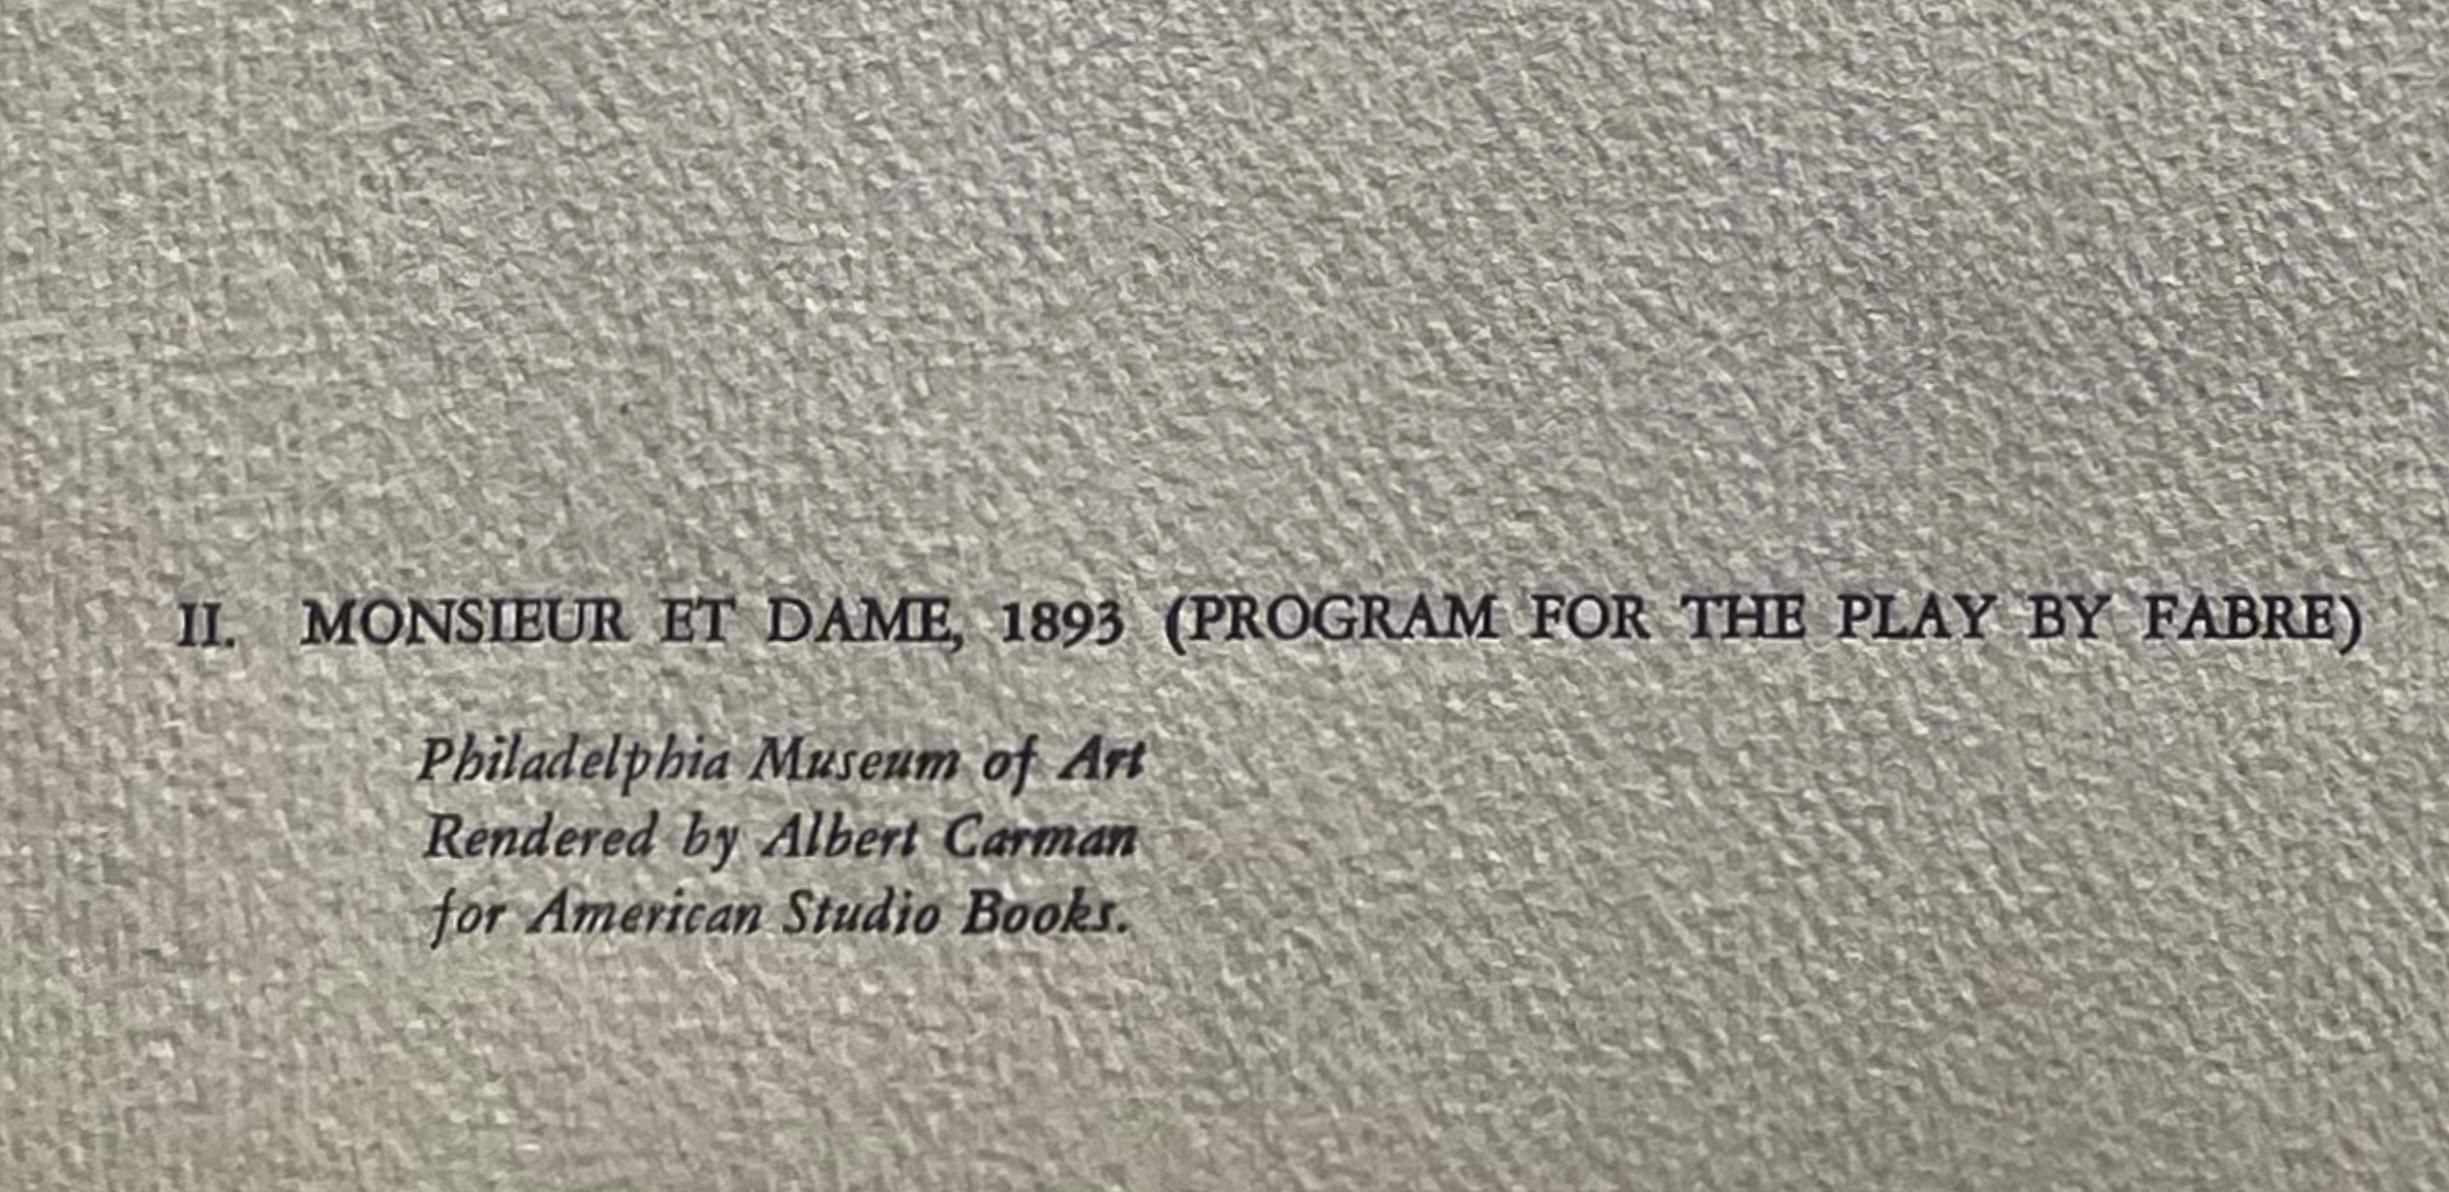 II. MONSIEUR ET DAME, 1893 (PROGRAM FOR THE PLAY BY FABRE)
Philadelphia Museum of Art
Rendered by Albert Carman
for American Studio Books.